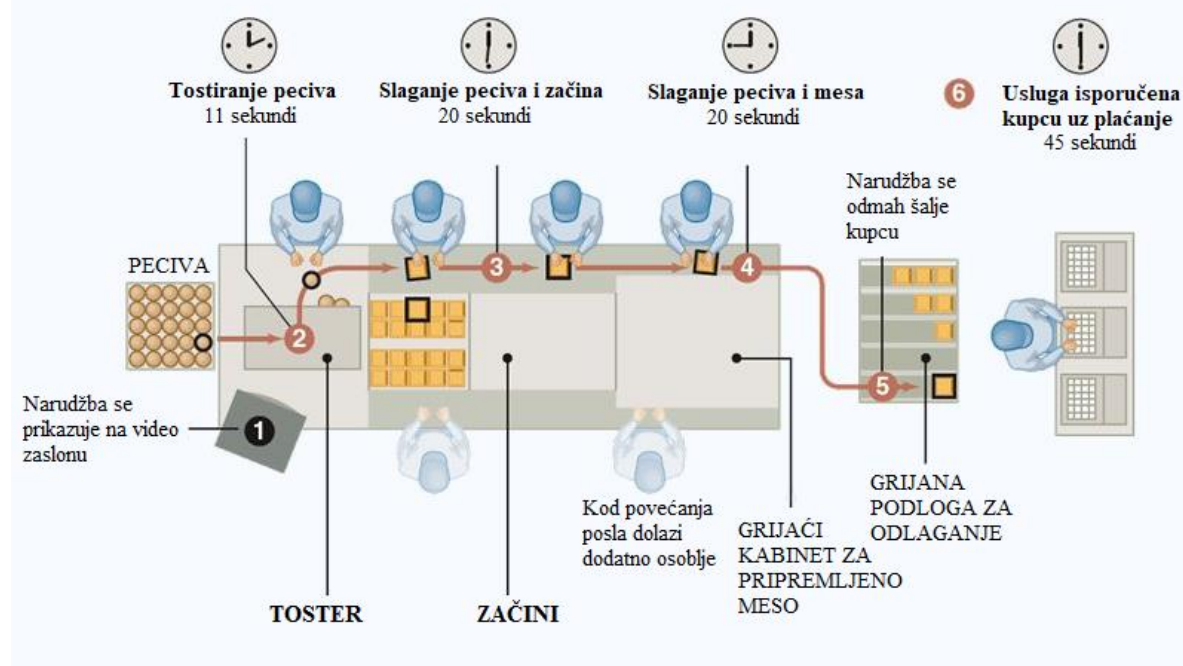 Tostiranje peciva
11 sekundi
Slaganje peciva i začina
20 sekundi
Slaganje peciva i mesa
20 sekundi
6
Usluga isporučena
kupcu uz plaćanje
45 sekundi
Narudžba se
odmah šalje
kupcu
PECIVA
3
4
2
5
Narudžba se
prikazuje na video
zaslonu
1
Kod povećanja
posla dolazi
dodatno osoblje
GRIJAĆI
KABINET ZA
PRIPREMLJENO
MESO
GRIJANA
PODLOGA ZA
ODLAGANJE
TOSTER
ZAČINI